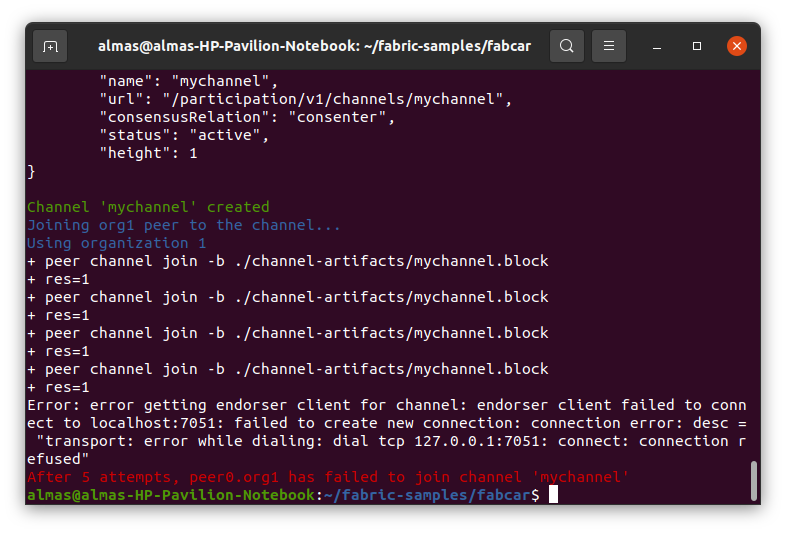 almas@almas-HP-Pavilion-Notebook: ~/fabric-samples/fabcar
"name": "mychannel",
"url": "/participation/v1/channels/mychannel",
"consensusRelation": "consenter",
"status": "active",
"height": 1
}
Channel 'mychannel' created
Joining org1 peer to the channel...
Using organization 1
+ peer channel join -b ./channel-artifacts/mychannel.block
+ res=1
+ peer channel join -b ./channel-artifacts/mychannel.block
+ res=1
+ peer channel join -b ./channel-artifacts/mychannel.block
+ res=1
+ peer channel join -b ./channel-artifacts/mychannel.block
+ res=1
Error: error getting endorser client for channel: endorser client failed to conn
ect to localhost:7051: failed to create new connection: connection error: desc =
"transport: error while dialing: dial tcp 127.0.0.1:7051: connect: connection r
efused"
After 5 attempts, peer0.org1 has failed to join channel 'mychannel'
almas@almas-HP-Pavilion-Notebook:~/fabric-samples/fabcar$